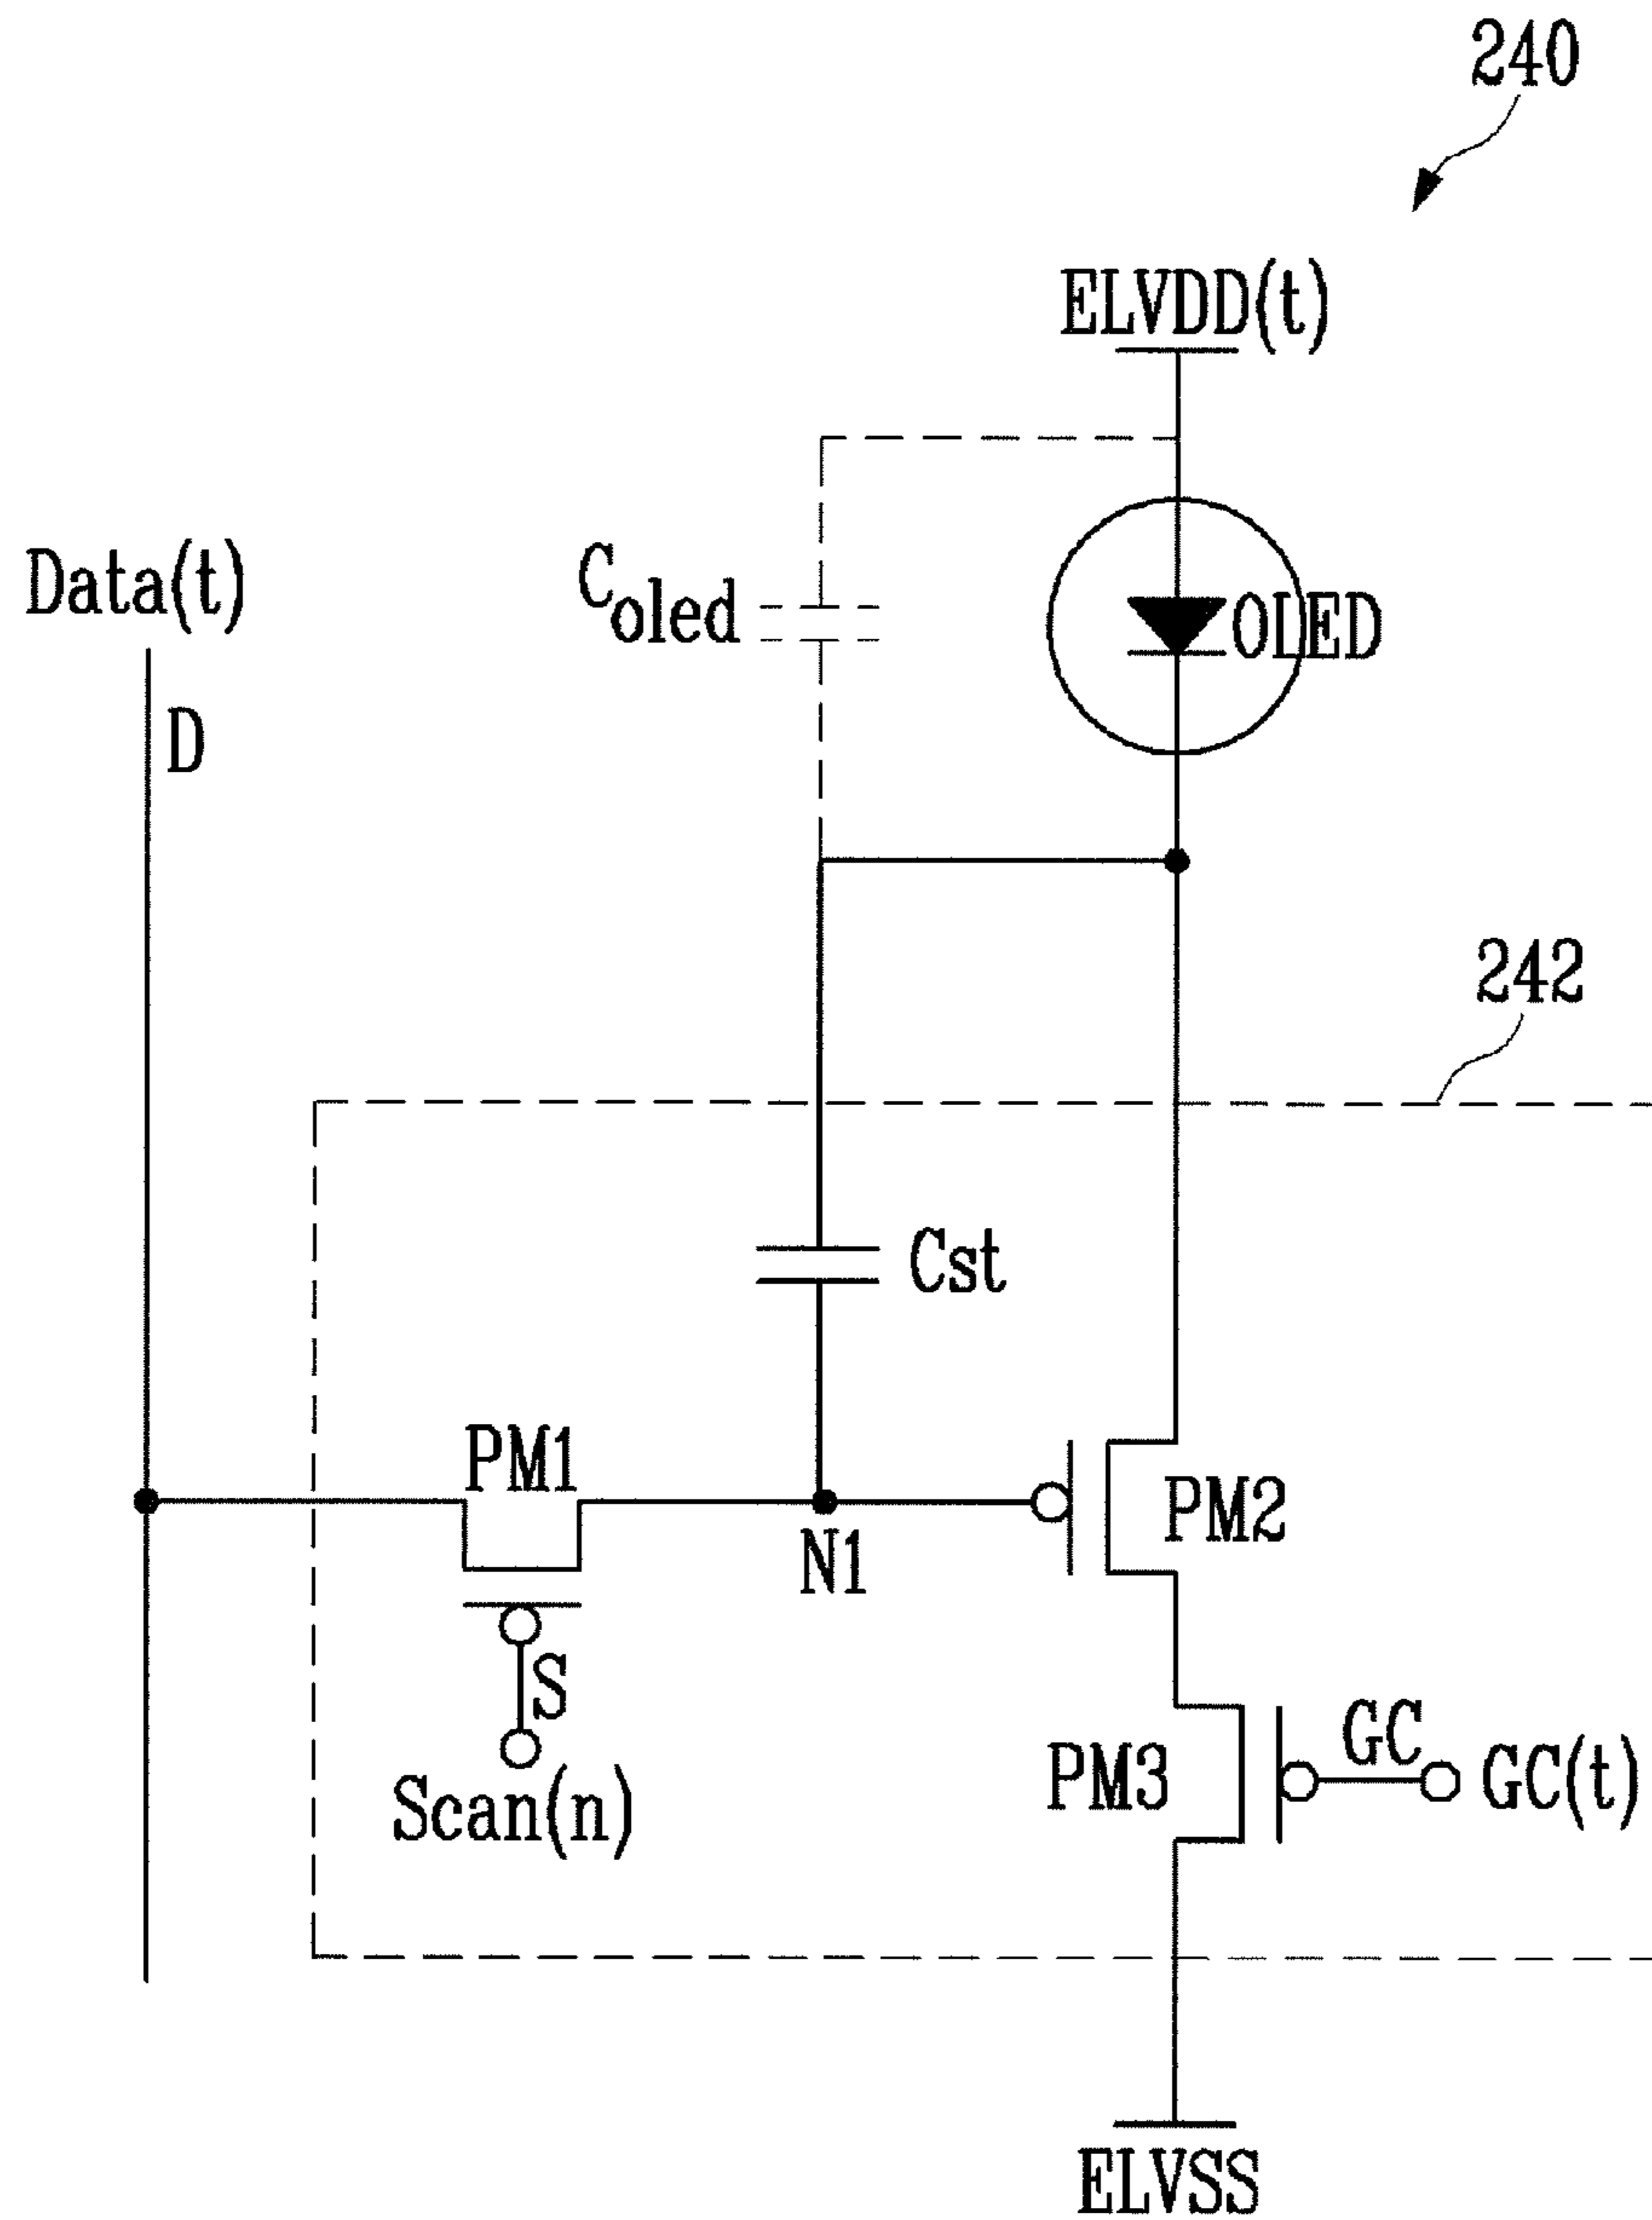 240
ELVDD(t)
Data(t)
Coled
OLED
D
242
Cst
PM1
PM2
N1
S
Scan(n)
PM3
GC
GC(t)
ELVSS